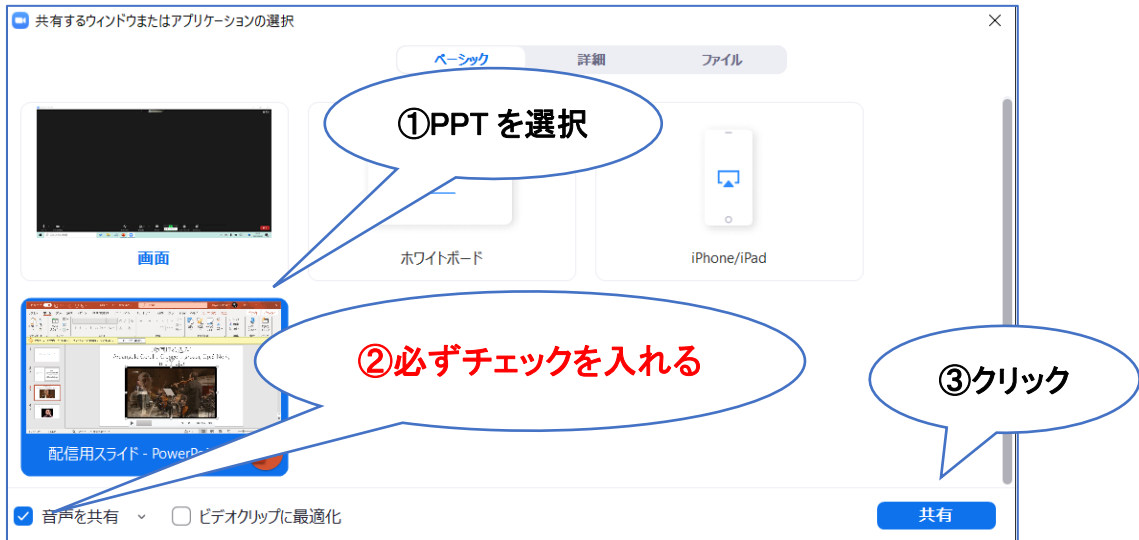 共有するウィンドウまたはアプリケーションの選択
ベーシック 詳細 ファイル
①PPT を選択
画面
ホワイトボード
iPhone/iPad
②必ずチェックを入れる
③クリック
配信用スライド -
音声を共有
ビデオクリップに最適化
共有